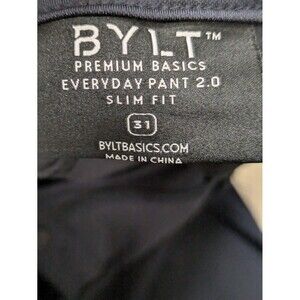 BYLT™
PREMIUM BASICS
EVERYDAY PANT 2.0
SLIM FIT
31
BYLTBASICS.COM
MADE IN CHINA